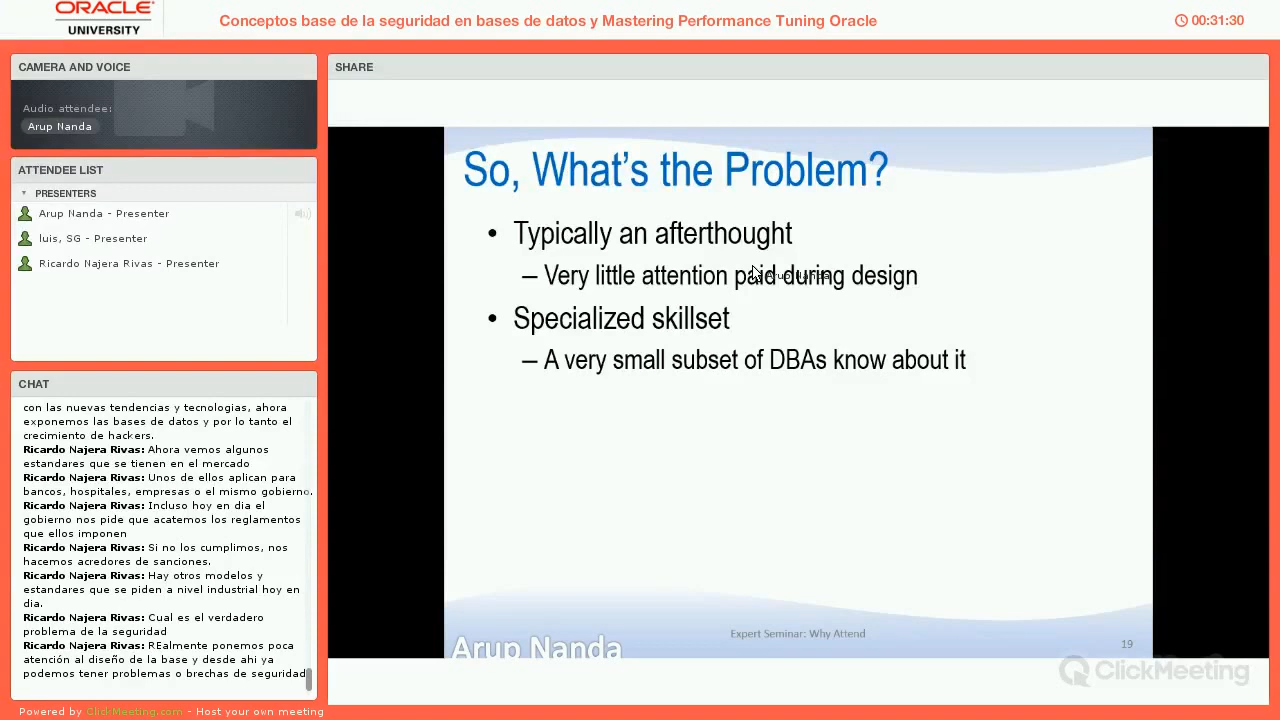 ORACLE
UNIVERSITY
Conceptos base de la seguridad en bases de datos y Mastering Performance Tuning Oracle
00:31:30
CAMERA AND VOICE
Audio attendee:
Arup Nanda
ATTENDEE LIST
PRESENTERS
Arup Nanda - Presenter
luis, SG - Presenter
Ricardo Najera Rivas - Presenter
CHAT
con las nuevas tendencias y tecnologias, ahora
exponemos las bases de datos y por lo tanto el
crecimiento de hackers.
Ricardo Najera Rivas: Ahora vemos algunos
estandares que se tienen en el mercado
Ricardo Najera Rivas: Unos de ellos aplican para
bancos, hospitales, empresas o el mismo gobierno.
Ricardo Najera Rivas: Incluso hoy en dia el
gobierno nos pide que acatemos los reglamentos
que ellos imponen
Ricardo Najera Rivas: Si no los cumplimos, nos
hacemos acredores de sanciones.
Ricardo Najera Rivas: Hay otros modelos y
estandares que se piden a nivel industrial hoy en
dia.
Ricardo Najera Rivas: Cual es el verdadero
problema de la seguridad
Ricardo Najera Rivas: REalmente ponemos poca
atención al diseño de la base y desde ahi ya
podemos tener problemas o brechas de seguridad
Powered by ClickMeeting.com - Host your own meeting
SHARE
So, What's the Problem?
• Typically an afterthought
– Very little attention paid during design
Arup Nanda
• Specialized skillset
– A very small subset of DBAs know about it
Arup Nanda
Expert Seminar: Why Attend
19
ClickMeeting